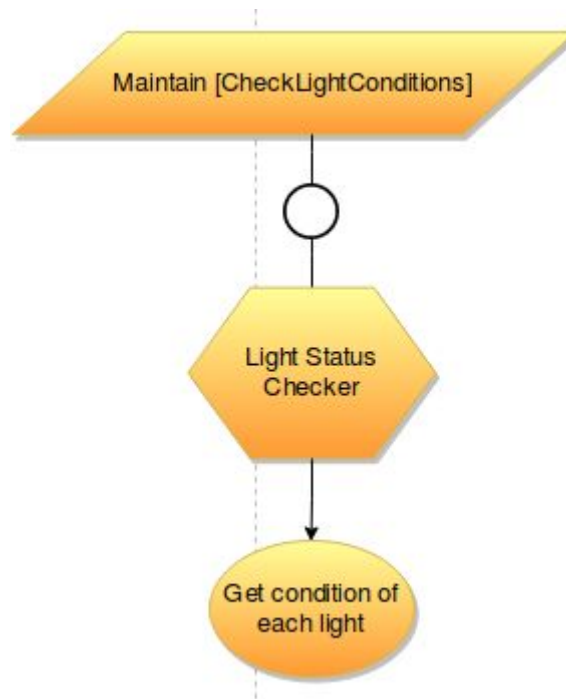 Maintain [CheckLightConditions]
Light Status
Checker
Get condition of
each light